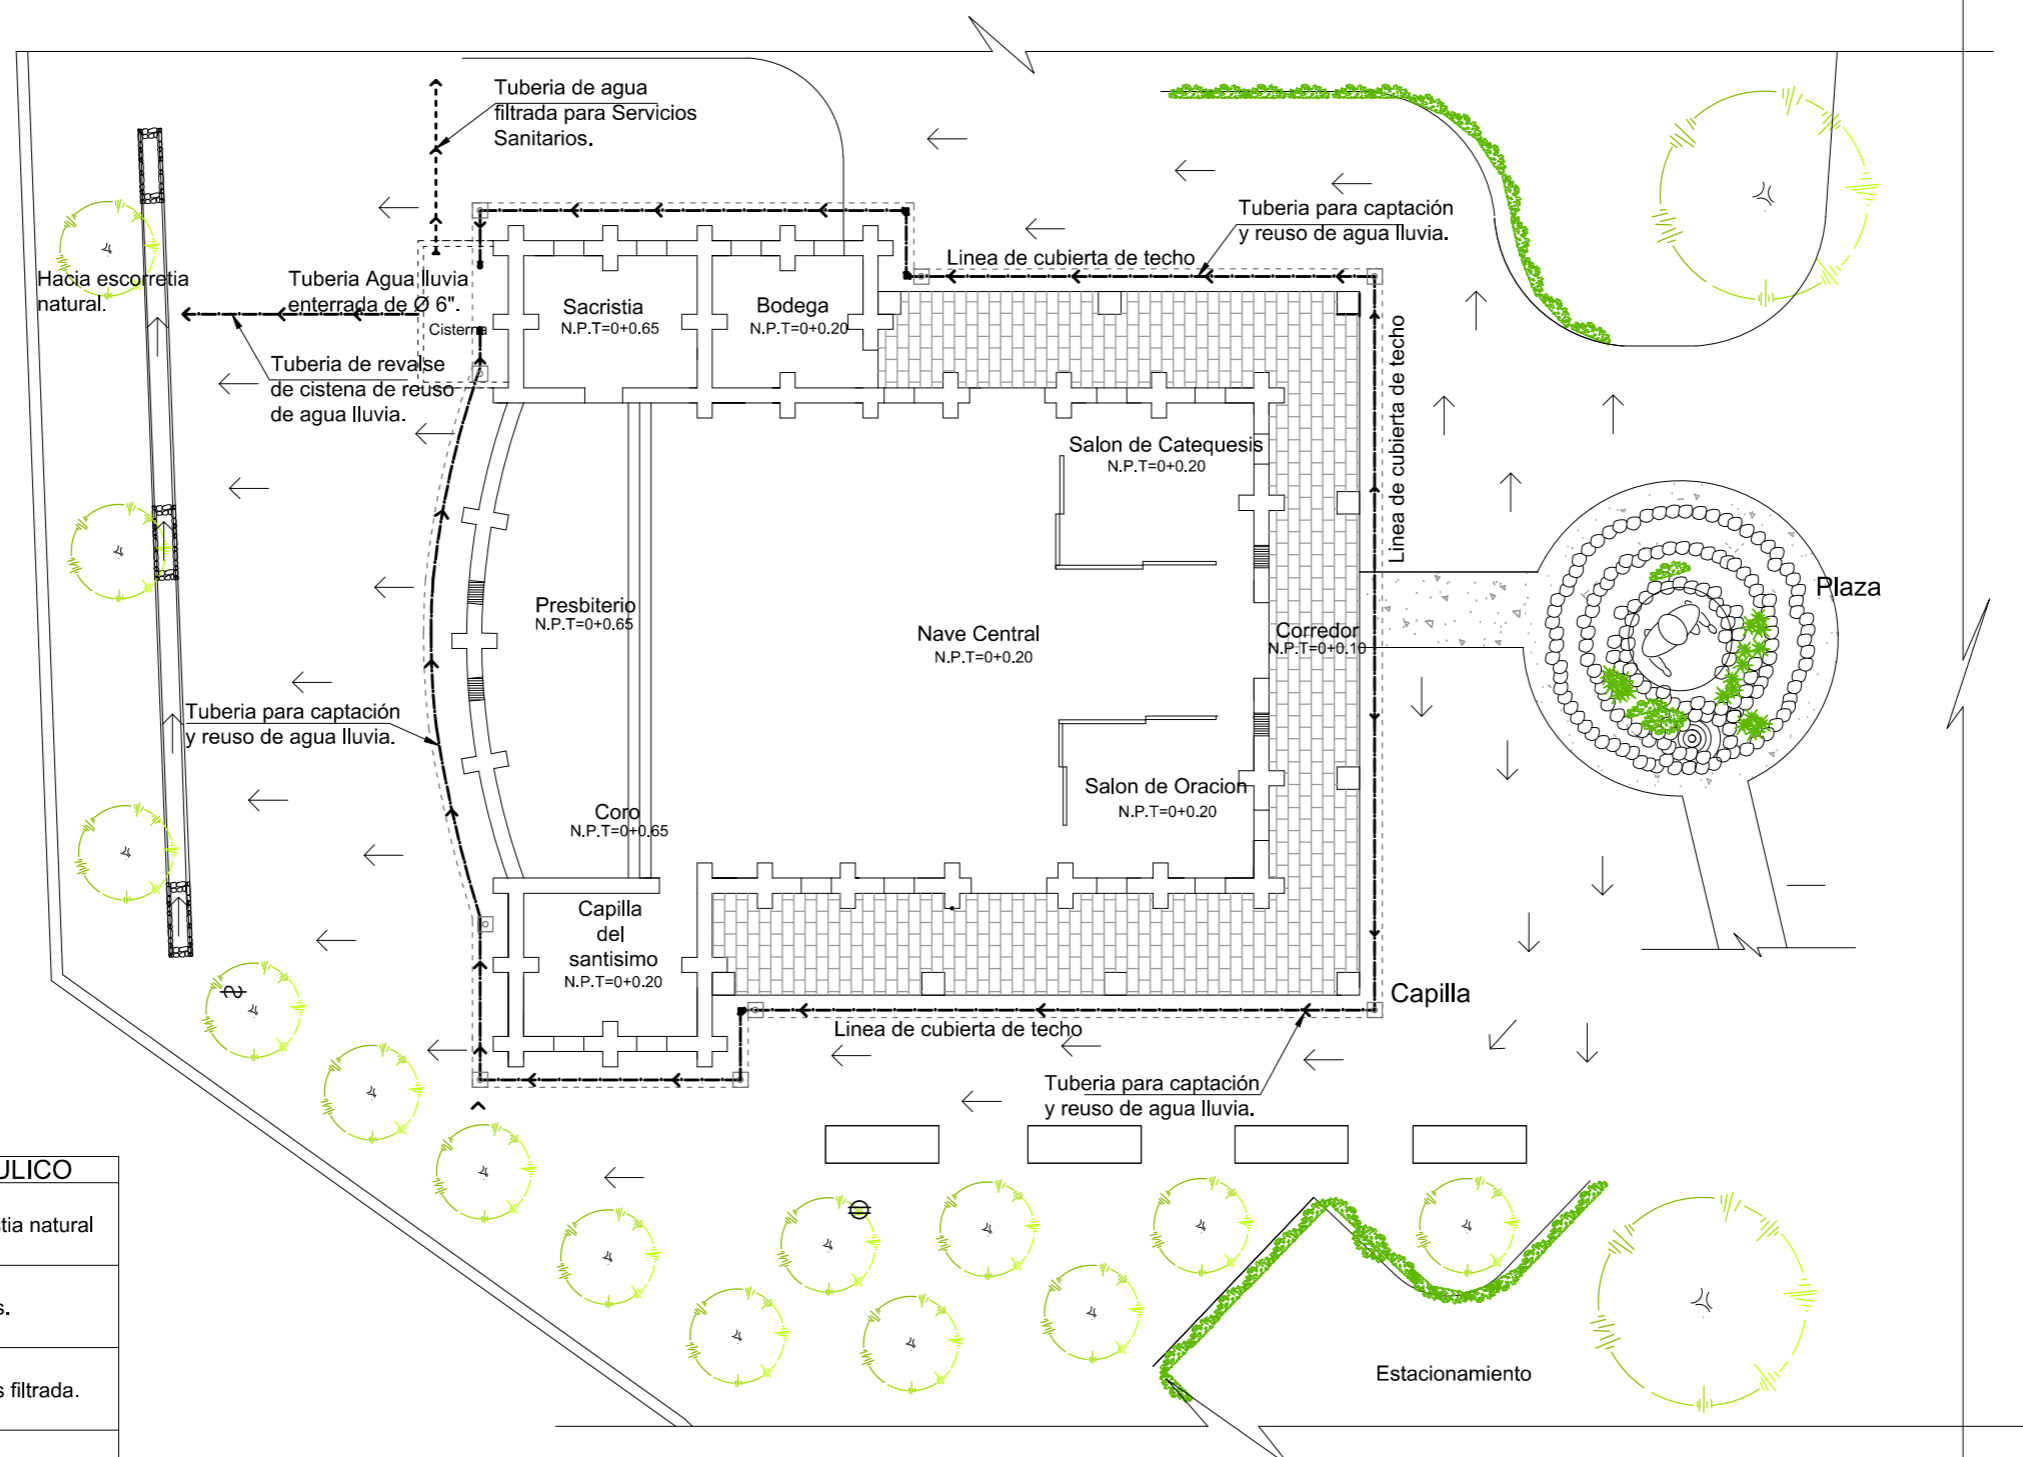 Tuberia de agua
filtrada para Servicios
Sanitarios.
Hacia escorretia
natural.
Tuberia Agua lluvia
enterrada de Ø 6".
Cisterna
Tuberia de revalse
de cistena de reuso
de agua lluvia.
Sacristia
N.P.T=0+0.65
Bodega
N.P.T=0+0.20
Linea de cubierta de techo
Tuberia para captación
y reuso de agua lluvia.
Linea de cubierta de techo
Salon de Catequesis
N.P.T=0+0.20
Presbiterio
N.P.T=0+0.65
Nave Central
N.P.T=0+0.20
Corredor
N.P.T=0+0.10
Plaza
Tuberia para captación
y reuso de agua lluvia.
Coro
N.P.T=0+0.65
Salon de Oracion
N.P.T=0+0.20
Capilla
del
santisimo
N.P.T=0+0.20
Capilla
Linea de cubierta de techo
Tuberia para captación
y reuso de agua lluvia.
Estacionamiento
ULICO
tia natural
s.
s filtrada.